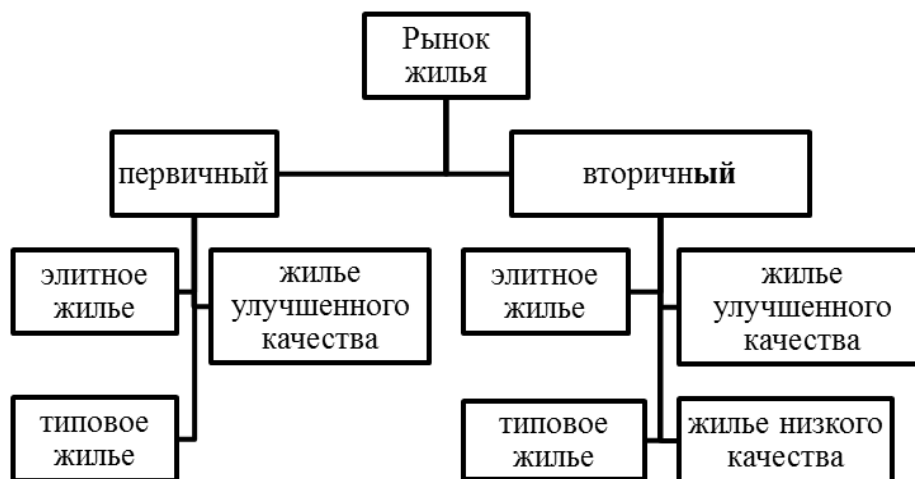 Рынок
жилья
первичный
вторичный
элитное
жилье
жилье
улучшенного
качества
типовое
жилье
элитное
жилье
жилье
улучшенного
качества
типовое
жилье
жилье низкого
качества